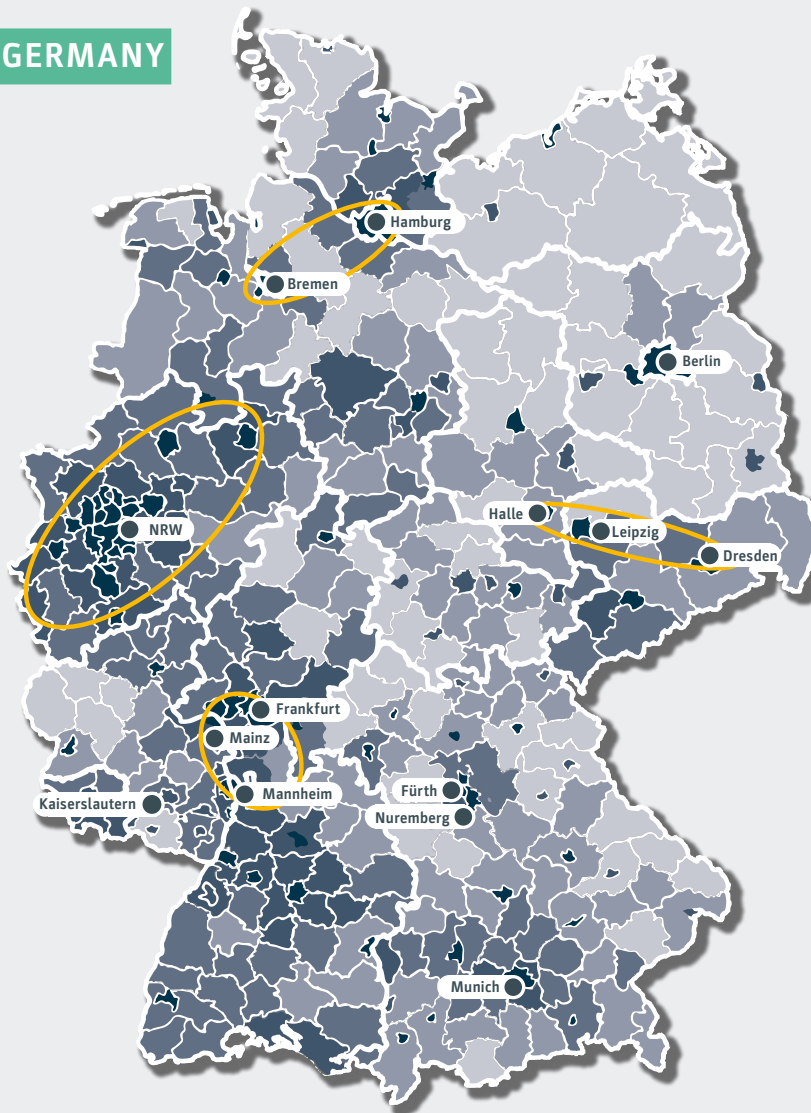 GERMANY
Hamburg
Bremen
Berlin
NRW
Halle
Leipzig
Dresden
Frankfurt
Mainz
Mannheim
Kaiserslautern
Fürth
Nuremberg
Munich